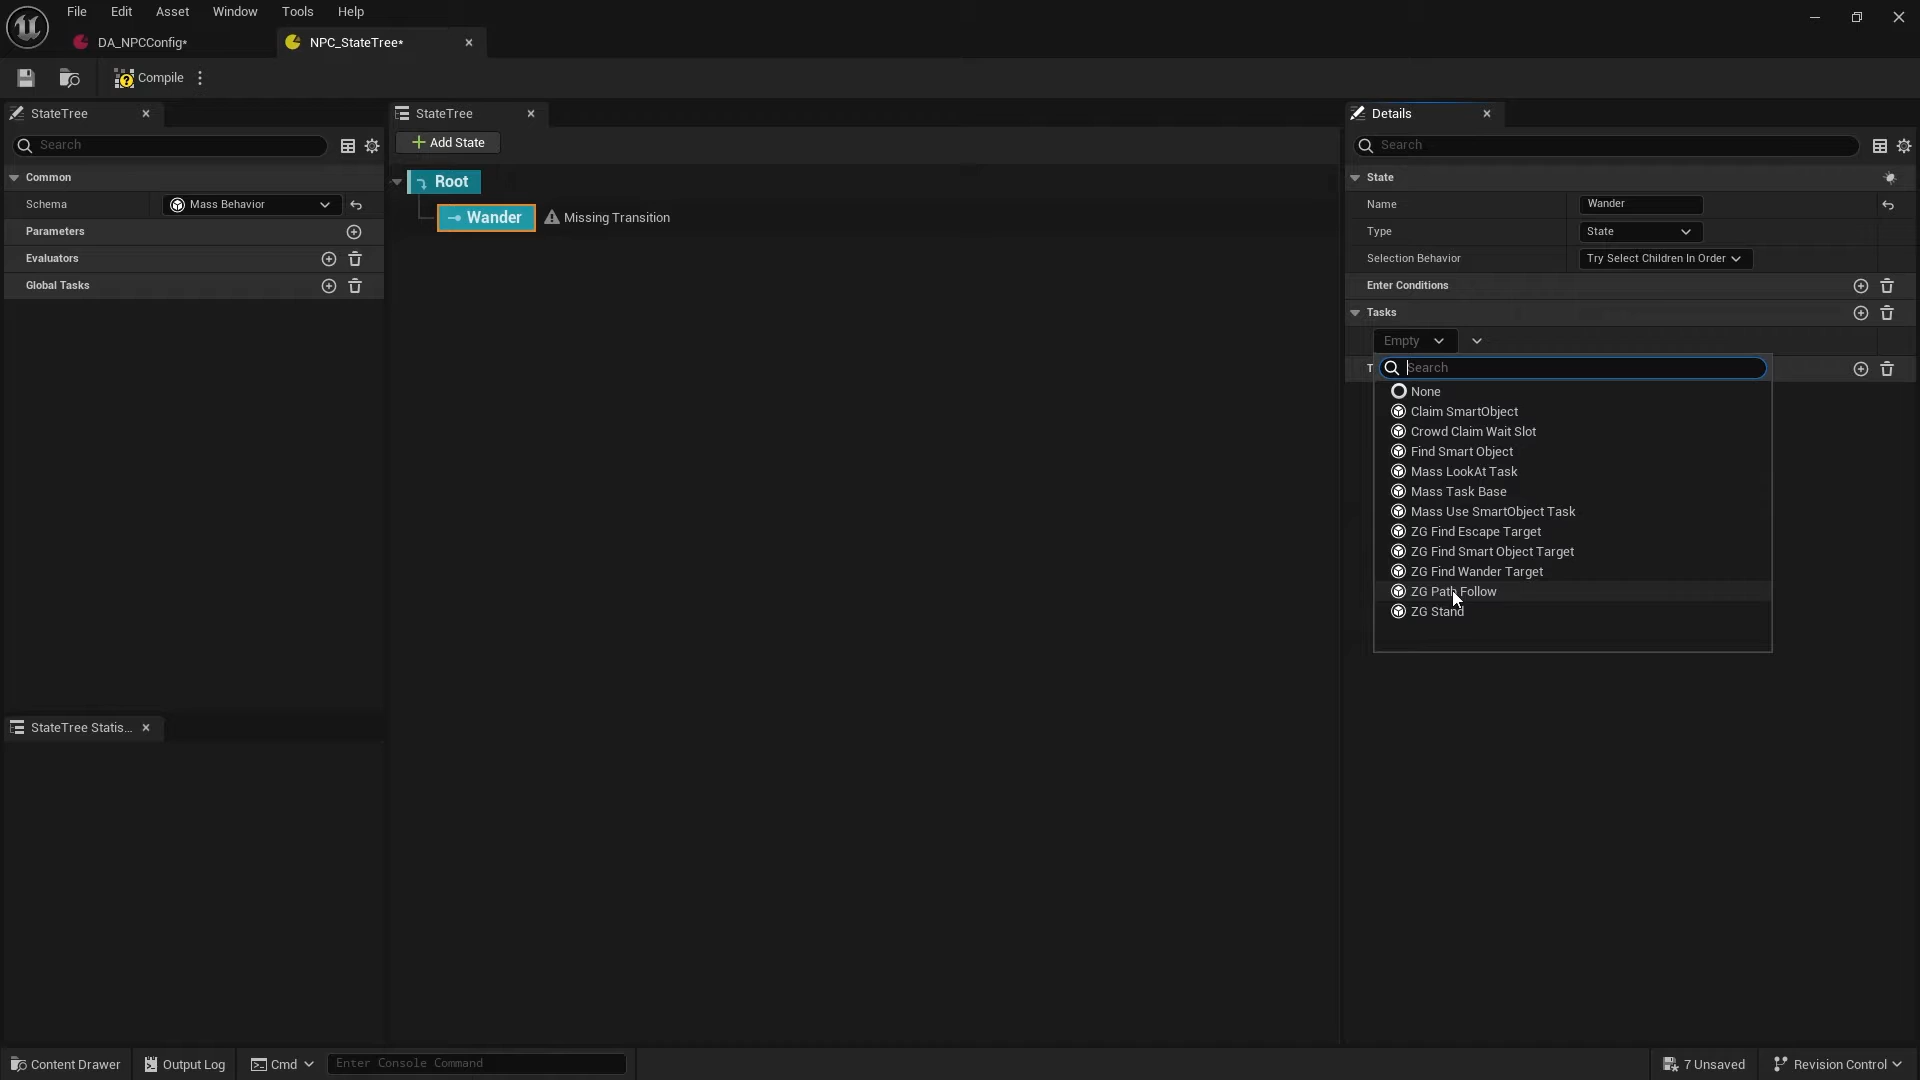 File Edit Asset Window Tools Help
DA_NPCConfig*
NPC_StateTree*
Compile
StateTree
StateTree
Details
Search
Add State
Search
Common
Root
State
Schema Mass Behavior
Name Wander
Wander Missing Transition
Parameters
Type State
Evaluators
Selection Behavior Try Select Children In Order
Global Tasks
Enter Conditions
Tasks
Empty
T
Search
None
Claim SmartObject
Crowd Claim Wait Slot
Find Smart Object
Mass LookAt Task
Mass Task Base
Mass Use SmartObject Task
ZG Find Escape Target
ZG Find Smart Object Target
ZG Find Wander Target
ZG Path Follow
ZG Stand
StateTree Statis...
Content Drawer Output Log Cmd Enter Console Command 7 Unsaved Revision Control